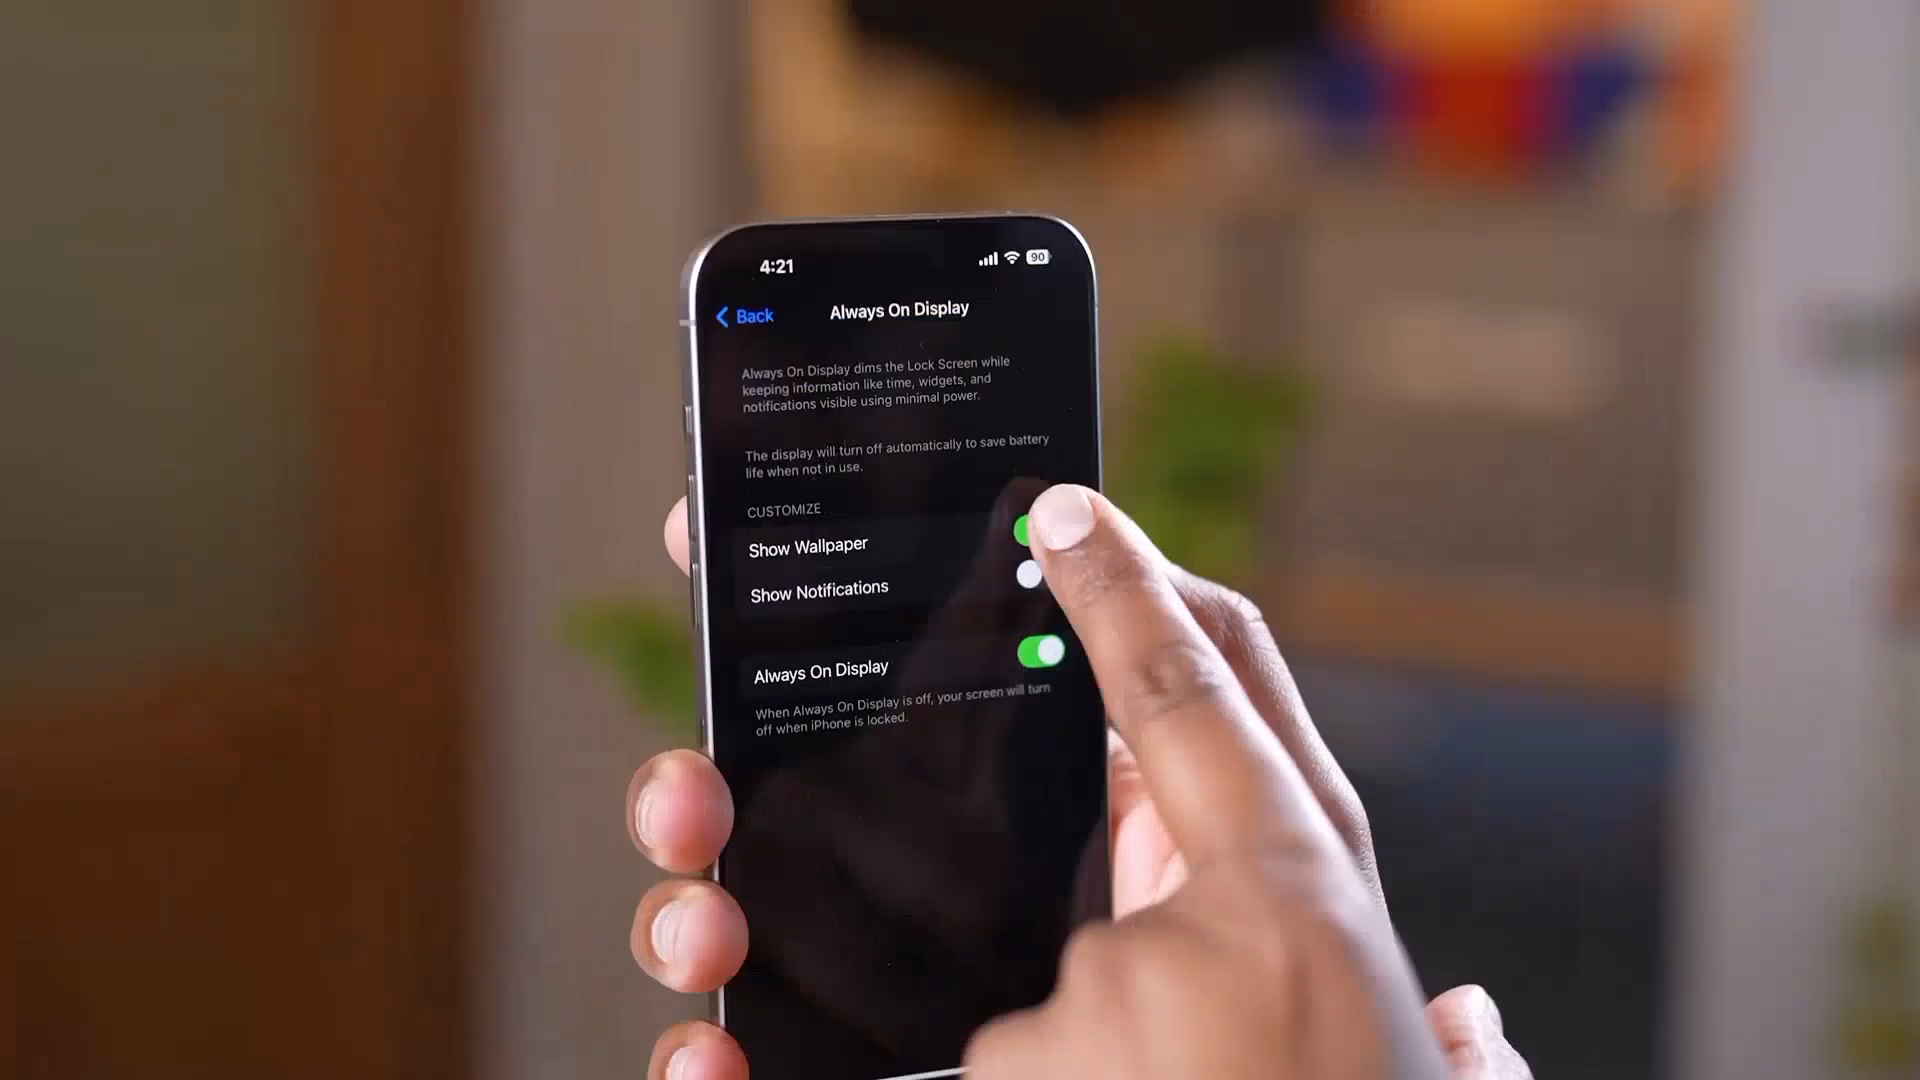 4:21
90
Back
Always On Display
Always On Display dims the Lock Screen while
keeping information like time, widgets, and
notifications visible using minimal power.
The display will turn off automatically to save battery
life when not in use.
CUSTOMIZE
Show Wallpaper
Show Notifications
Always On Display
When Always On Display is off, your screen will turn
off when iPhone is locked.